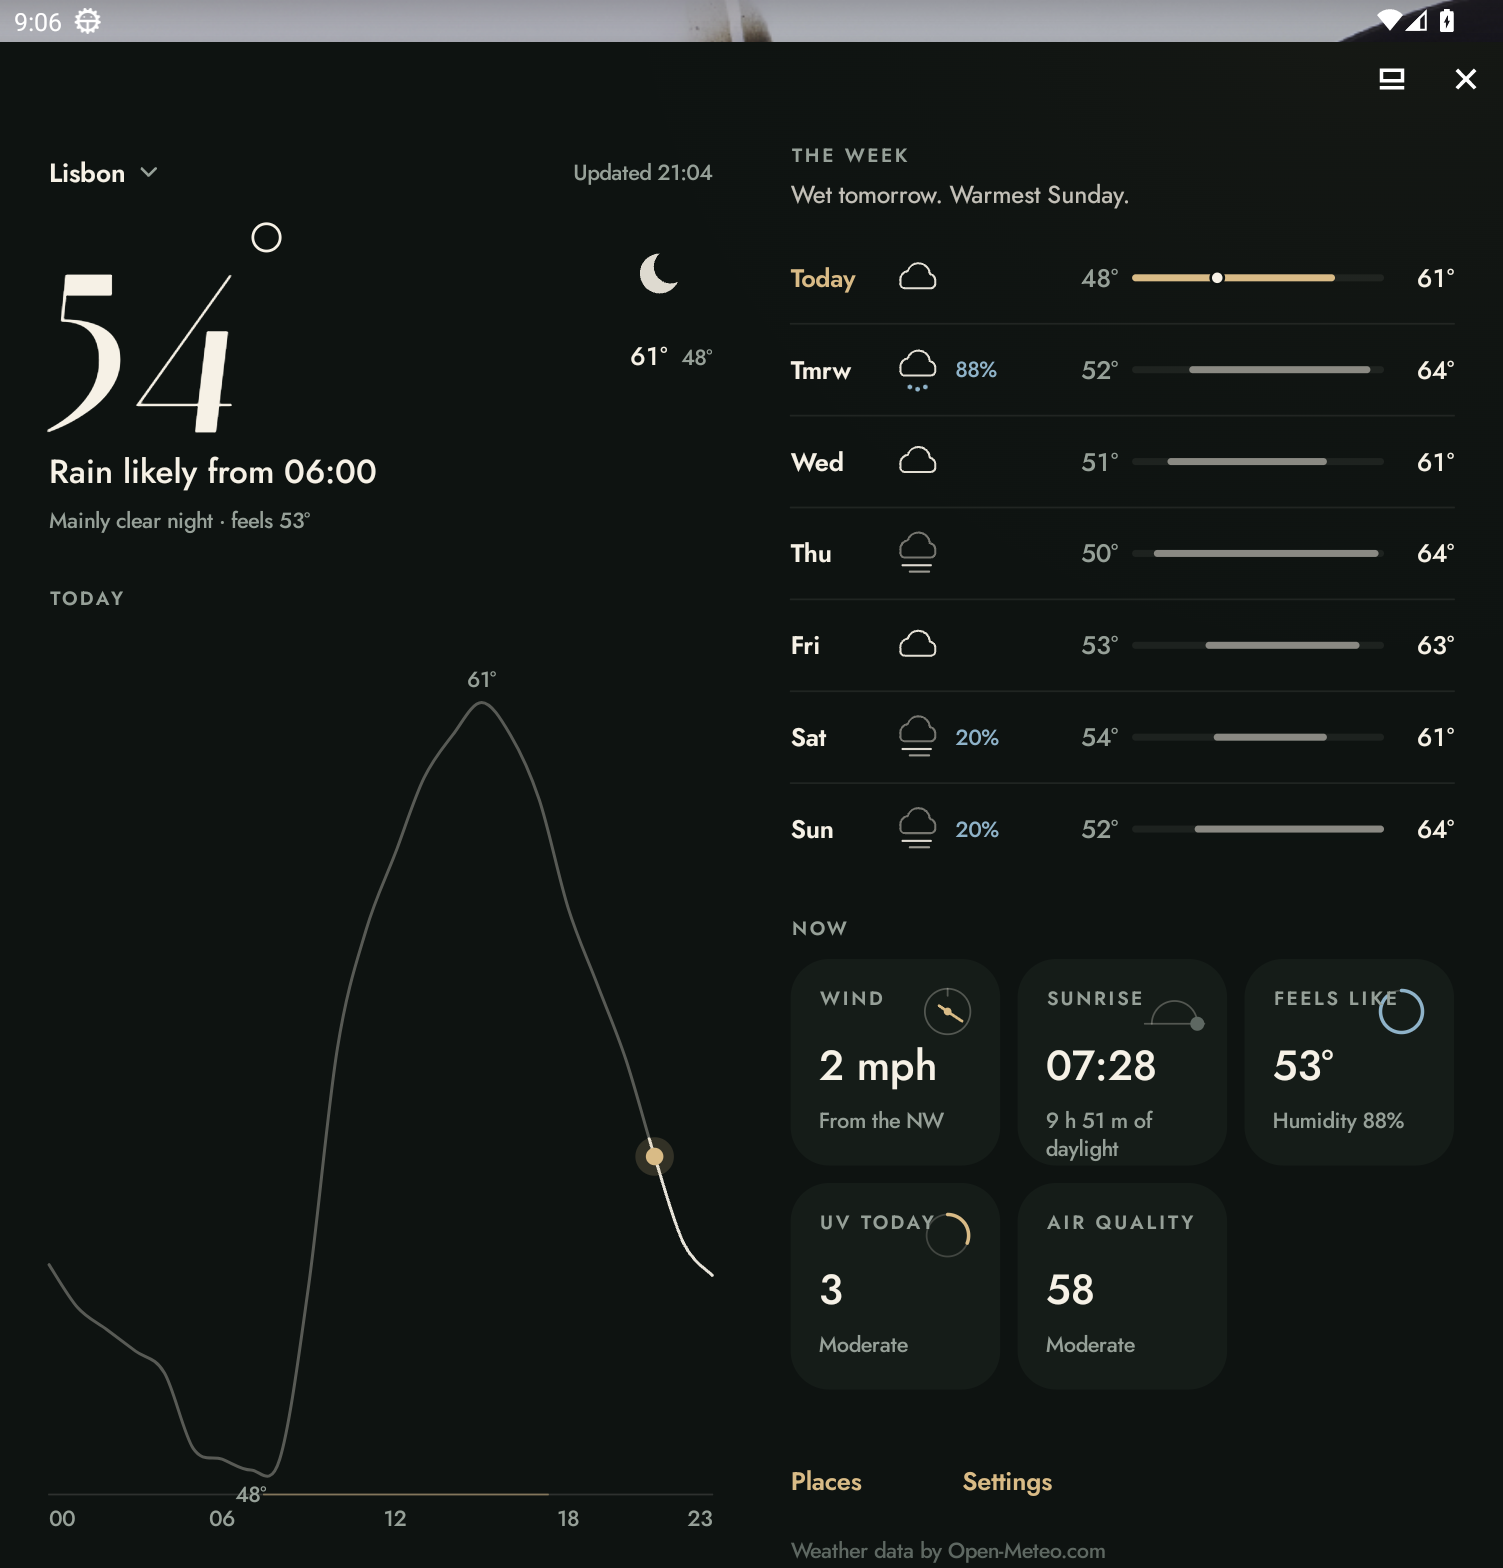 9:06
Lisbon
Updated 21:04
54°
61° 48°
Rain likely from 06:00
Mainly clear night · feels 53°
TODAY
61°
48°
00 06 12 18 23
THE WEEK
Wet tomorrow. Warmest Sunday.
Today 48° 61°
Tmrw 88% 52° 64°
Wed 51° 61°
Thu 50° 64°
Fri 53° 63°
Sat 20% 54° 61°
Sun 20% 52° 64°
NOW
WIND
2 mph
From the NW
SUNRISE
07:28
9 h 51 m of
daylight
FEELS LIKE
53°
Humidity 88%
UV TODAY
3
Moderate
AIR QUALITY
58
Moderate
Places Settings
Weather data by Open-Meteo.com